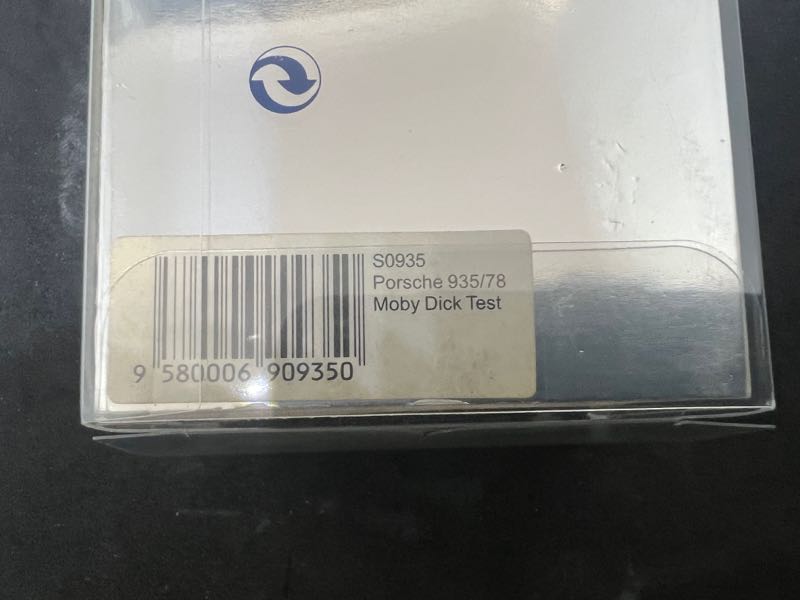 S0935
Porsche 935/78
Moby Dick Test
9 580006 909350